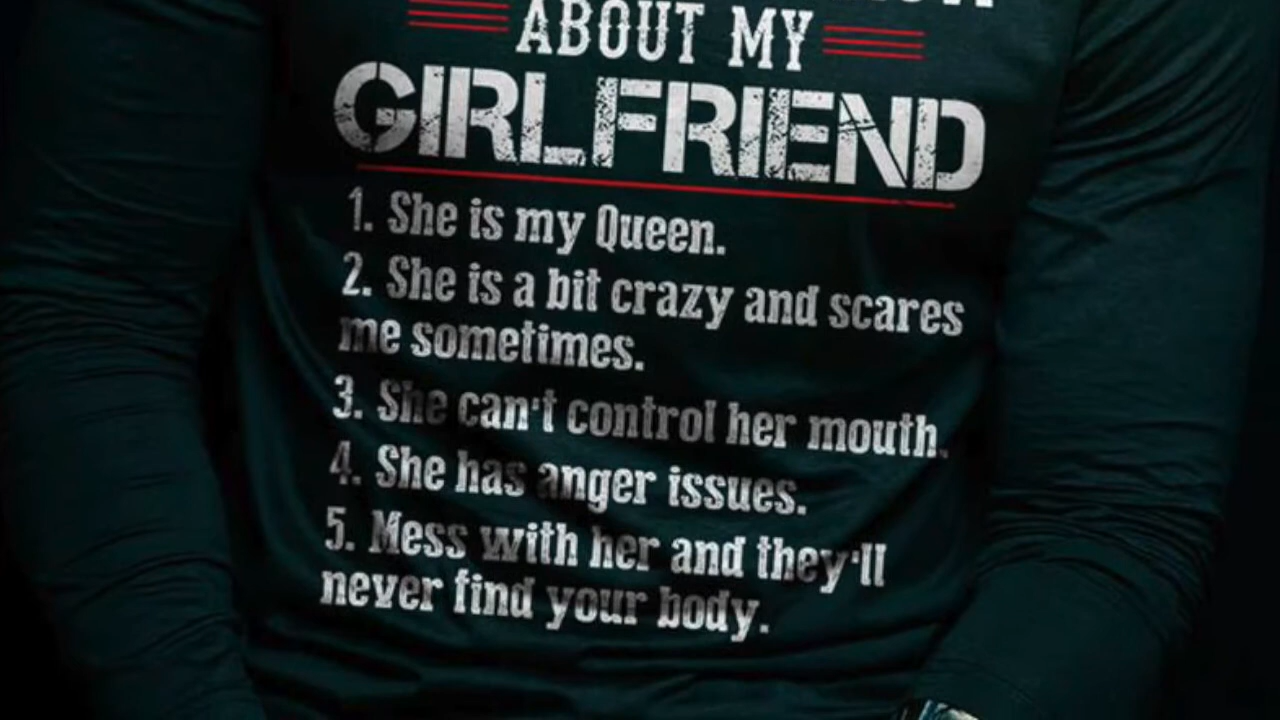 ABOUT MY
GIRLFRIEND
1. She is my Queen.
2. She is a bit crazy and scares
me sometimes.
3. She can't control her mouth.
4. She has anger issues.
5. Mess with her and they'll
never find your body.